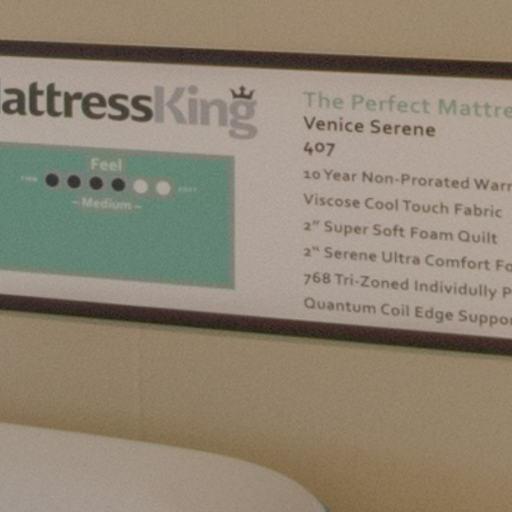 attressKing
The Perfect Mattre
Venice Serene
407
Feel
~ Medium ~
10 Year Non-Prorated Warr
Viscose Cool Touch Fabric
2" Super Soft Foam Quilt
2" Serene Ultra Comfort Fo
768 Tri-Zoned Individully P
Quantum Coil Edge Suppor